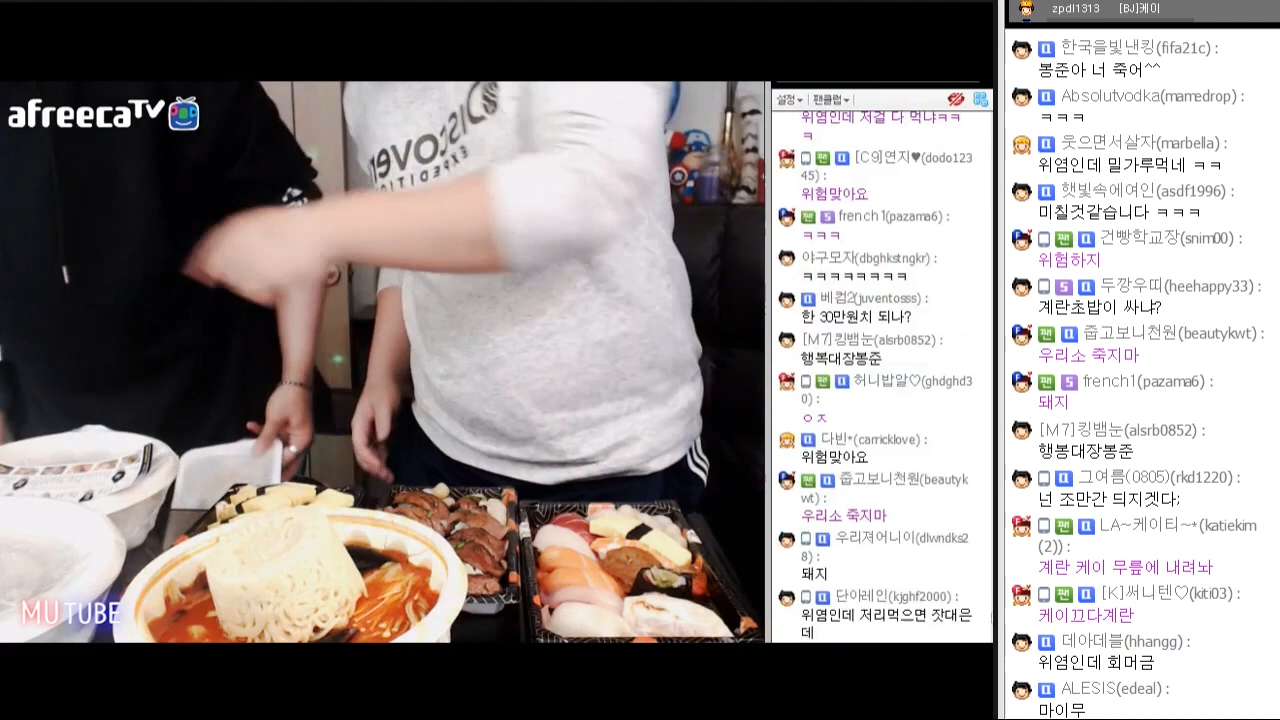 zpdl1313 [BJ]케이
afreecaTV
DISCOVER
EXPEDITION
MUTUBE
설정 팬클럽
위염인데 저걸 다 먹냐ㅋㅋ
ㅋ
[C9]연지♥(dodo123
45) :
위험맞아요
french1(pazama6) :
ㅋㅋㅋ
야구모자(dbghkstngkr) :
ㅋㅋㅋㅋㅋㅋㅋㅋ
베컴2(juventosss) :
한 30만원치 되나?
[M7]킹뱀눈(alsrb0852) :
행복대장봉준
허니밥알♡(ghdghd3
0) :
ㅇㅈ
다빈*(carricklove) :
위험맞아요
줍고보니천원(beautyk
wt) :
우리소 죽지마
우리져어니이(dlwndks2
8) :
돼지
단아레인(kjghf2000) :
위염인데 저리먹으면 잣대은
데
한국을빛낸킹(fifa21c) :
봉준아 너 죽어^^
Absolutvodka(mamedrop) :
ㅋㅋㅋ
웃으면서살자(marbella) :
위염인데 밀가루먹네 ㅋㅋ
햇빛속에여인(asdf1996) :
미칠것같습니다 ㅋㅋㅋ
건빵학교장(snim00) :
위험하지
두깡우띠(heehappy33) :
계란초밥이 싸냐?
줍고보니천원(beautykwt) :
우리소 죽지마
french1(pazama6) :
돼지
[M7]킹뱀눈(alsrb0852) :
행복대장봉준
그여름(0805)(rkd1220) :
넌 조만간 듸지겟다;
LA~케이티~*(katiekim
(2)) :
계란 케이 무릎에 내려놔
[K]써니텐♡(kiti03) :
케이끄다계란
데아데블(hhangg) :
위염인데 회머금
ALESIS(edeal) :
마이무